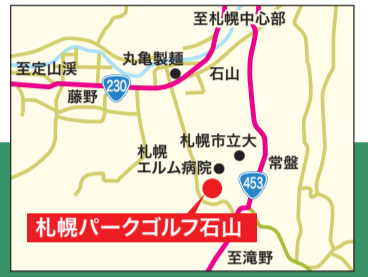 至札幌中心部
丸亀製麺
至定山渓
石山
230
藤野
札幌市立大
札幌
エルム病院
常盤
453
札幌パークゴルフ石山
至滝野